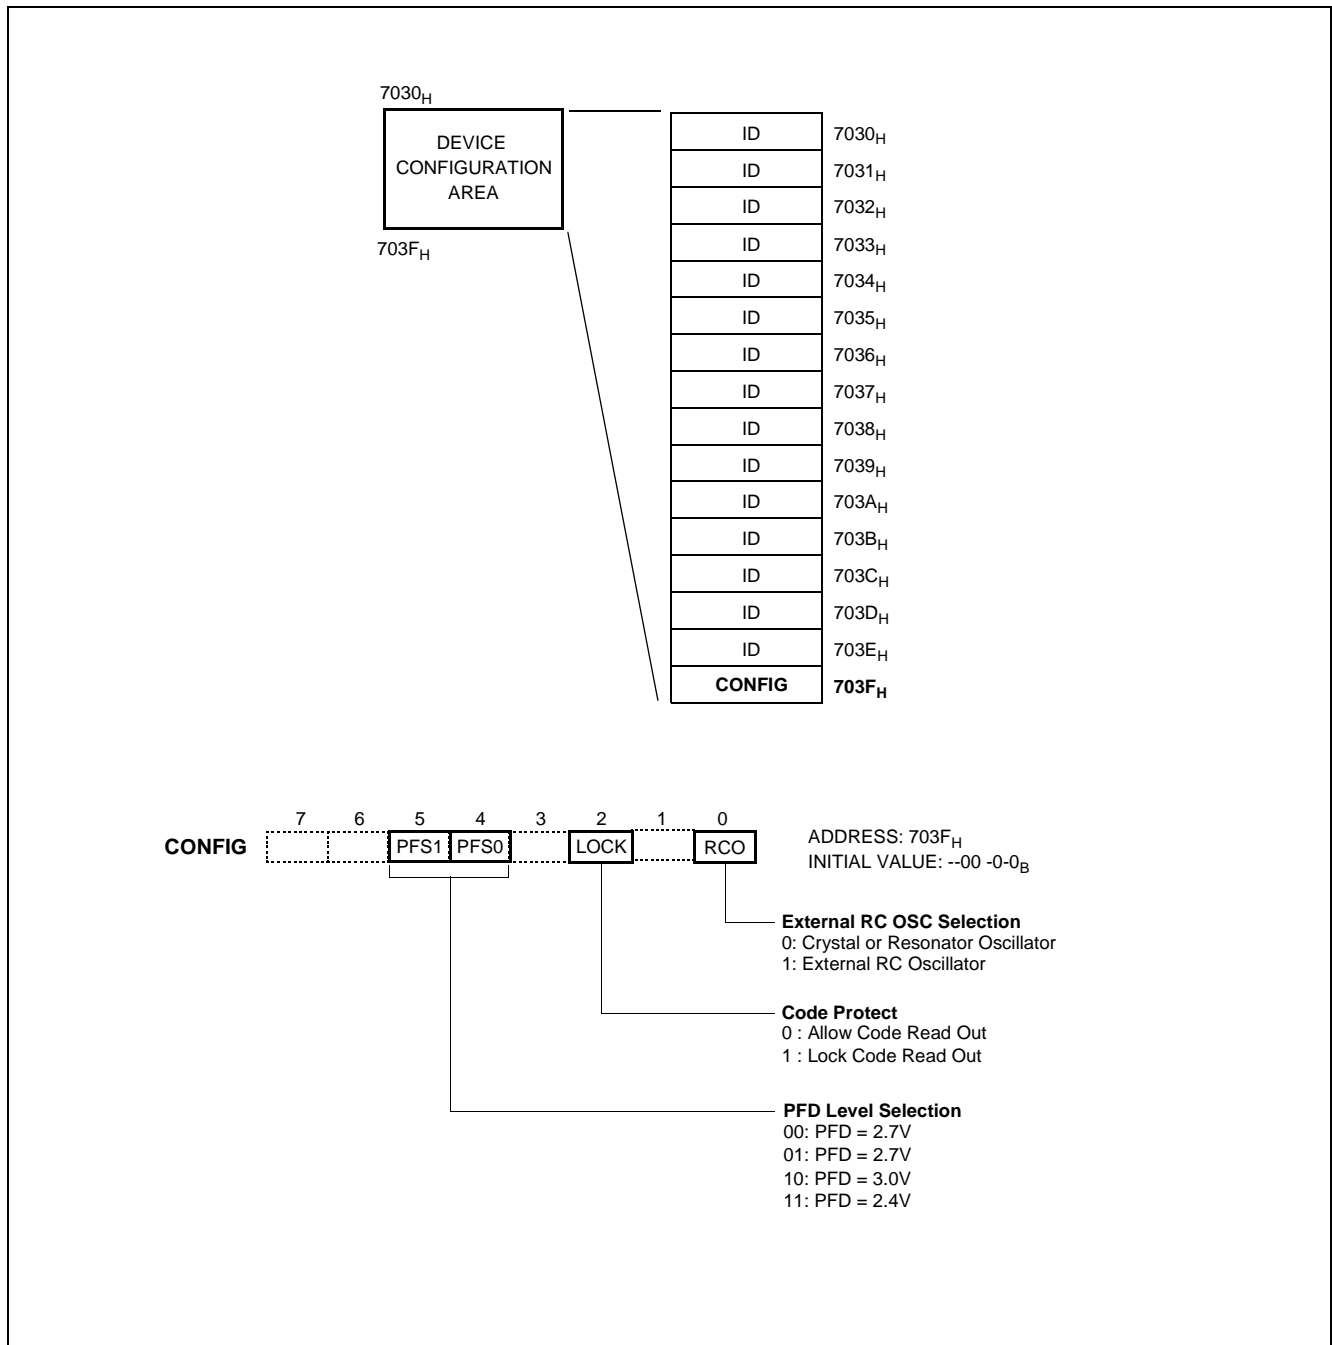 7030H
DEVICE
CONFIGURATION
AREA
703FH
ID 7030H
ID 7031H
ID 7032H
ID 7033H
ID 7034H
ID 7035H
ID 7036H
ID 7037H
ID 7038H
ID 7039H
ID 703AH
ID 703BH
ID 703CH
ID 703DH
ID 703EH
CONFIG 703FH
7 6 5 4 3 2 1 0
CONFIG PFS1 PFS0 LOCK RCO
ADDRESS: 703FH
INITIAL VALUE: --00 -0-0B
External RC OSC Selection
0: Crystal or Resonator Oscillator
1: External RC Oscillator
Code Protect
0 : Allow Code Read Out
1 : Lock Code Read Out
PFD Level Selection
00: PFD = 2.7V
01: PFD = 2.7V
10: PFD = 3.0V
11: PFD = 2.4V